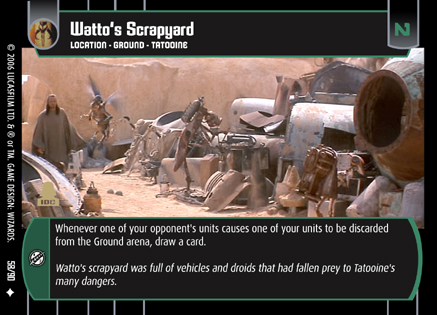 Watto's Scrapyard
LOCATION - GROUND - TATOOINE
N
Whenever one of your opponent's units causes one of your units to be discarded
from the Ground arena, draw a card.
Watto's scrapyard was full of vehicles and droids that had fallen prey to Tatooine's
many dangers.
© 2006 LUCASFILM LTD. & ® or TM. GAME DESIGN: WIZARDS.
58/90